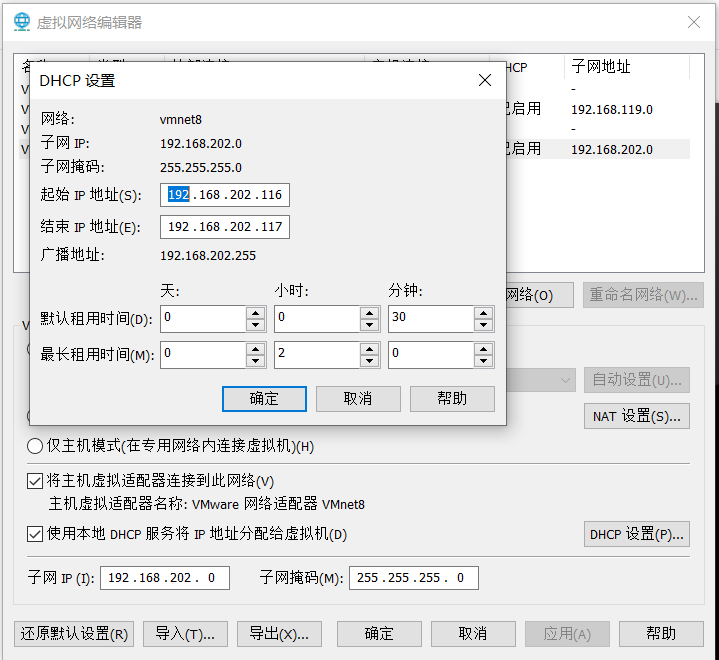 虚拟网络编辑器
DHCP 设置
子网地址
-
192.168.119.0
-
已启用 192.168.202.0
网络: vmnet8
子网 IP: 192.168.202.0
子网掩码: 255.255.255.0
起始 IP 地址(S): 192.168.202.116
结束 IP 地址(E): 192.168.202.117
广播地址: 192.168.202.255
天: 小时: 分钟:
默认租用时间(D): 0 0 30
最长租用时间(M): 0 2 0
确定 取消 帮助
网络(O) 重命名网络(W)...
自动设置(U)...
NAT 设置(S)...
仅主机模式(在专用网络内连接虚拟机)(H)
将主机虚拟适配器连接到此网络(V)
主机虚拟适配器名称: VMware 网络适配器 VMnet8
使用本地 DHCP 服务将 IP 地址分配给虚拟机(D) DHCP 设置(P)...
子网 IP (I): 192.168.202. 0 子网掩码(M): 255.255.255. 0
还原默认设置(R) 导入(T)... 导出(X)... 确定 取消 应用(A) 帮助